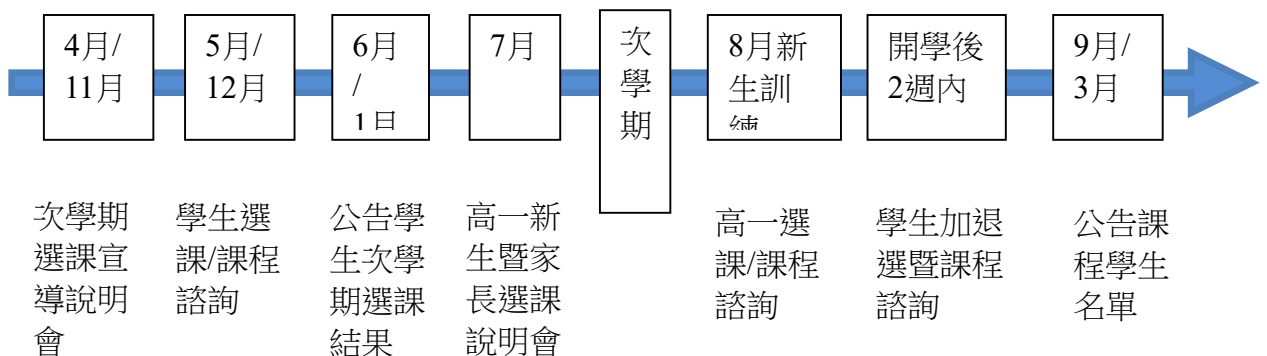 4月/
11月
5月/
12月
6月
/
1月
7月
次
學
期
8月新
生訓
練
開學後
2週內
9月/
3月
次學期
選課宣
導說明
會
學生選
課/課程
諮詢
公告學
生次學
期選課
結果
高一新
生暨家
長選課
說明會
高一選
課/課程
諮詢
學生加退
選暨課程
諮詢
公告課
程學生
名單